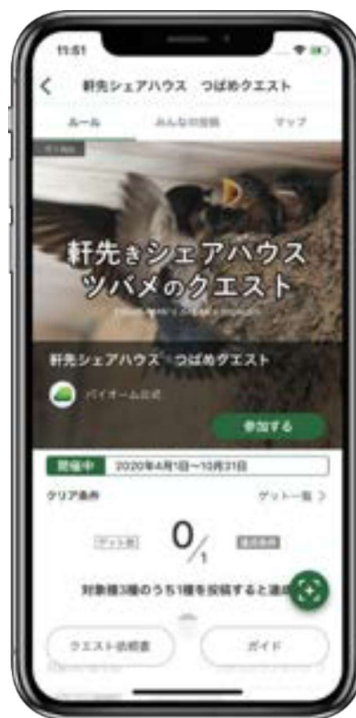 11:51
軒先シェアハウス つばめクエスト
ルール みんなの投稿 マップ
軒先きシェアハウス
ツバメのクエスト
軒先シェアハウス つばめクエスト
バイオーム公式
参加する
開催中 2020年4月1日〜10月31日
クリア条件 ゲット一覧 >
ゲット数 0/1 達成条件
対象種3種のうち1種を投稿すると達成
クエスト依頼書 ガイド